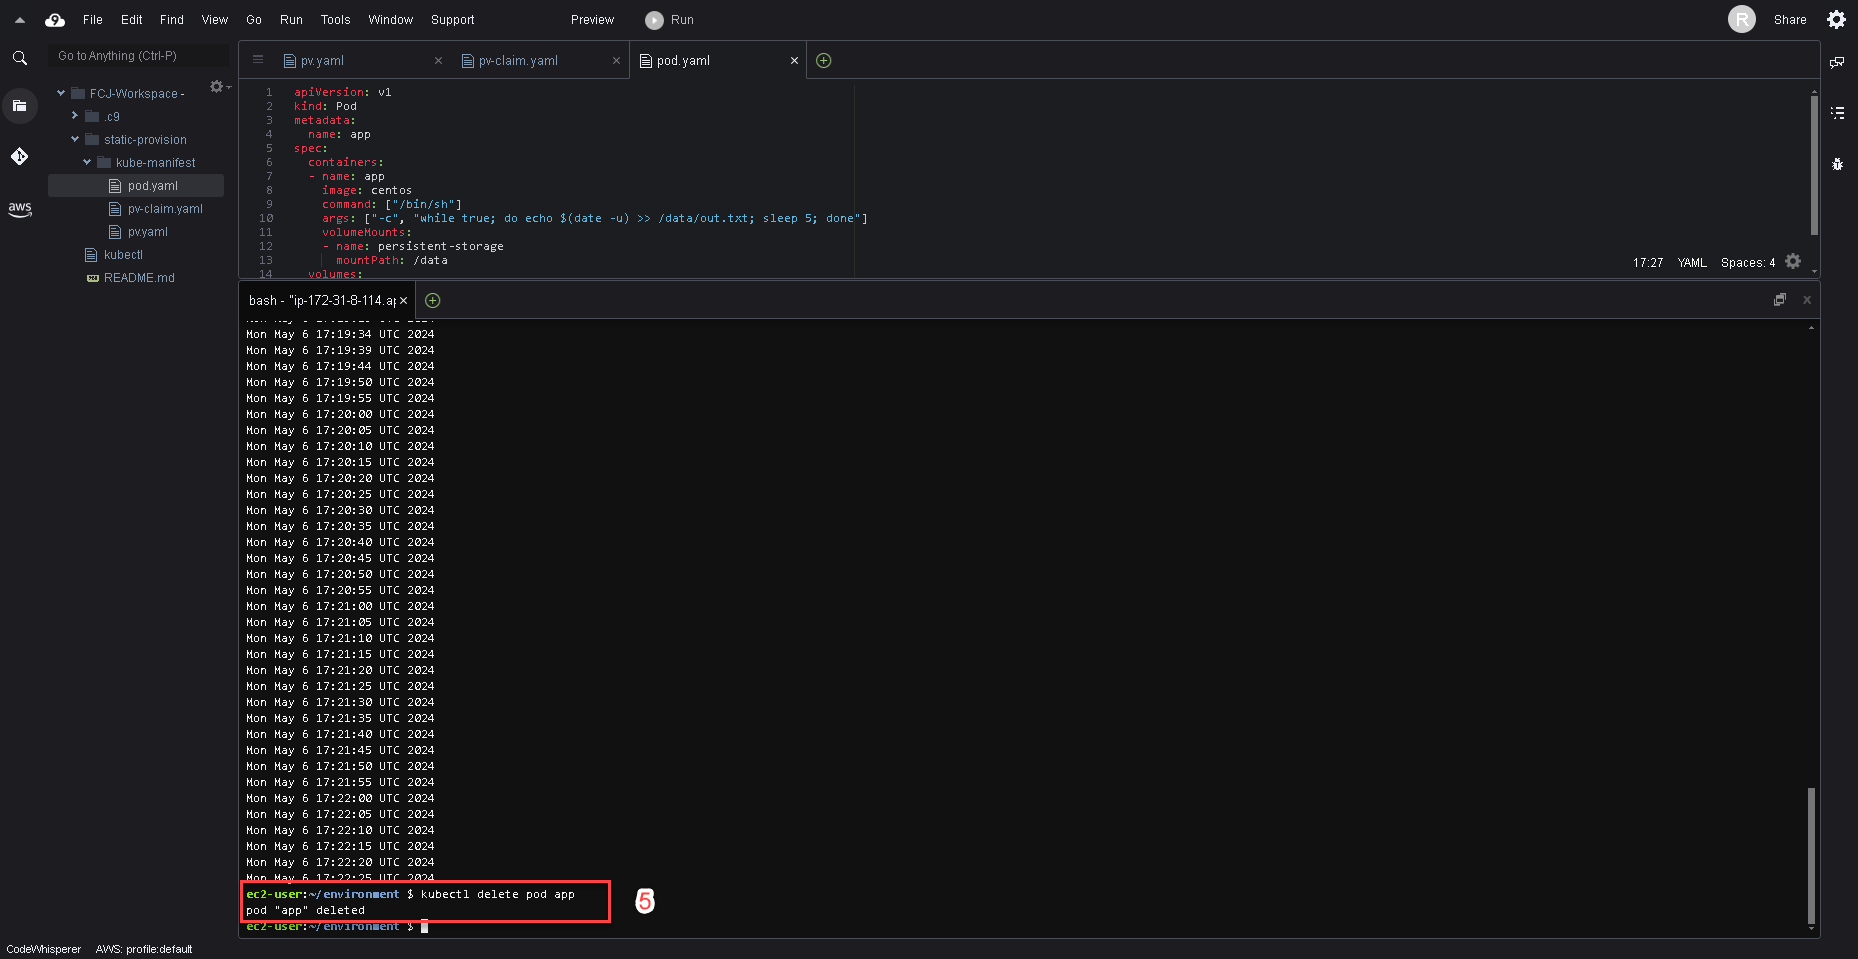 File Edit Find View Go Run Tools Window Support Preview Run R Share
Go to Anything (Ctrl-P)
FCJ-Workspace -
.c9
static-provision
kube-manifest
pod.yaml
pv-claim.yaml
pv.yaml
kubectl
README.md
aws
pv.yaml pv-claim.yaml pod.yaml
1 apiVersion: v1
2 kind: Pod
3 metadata:
4 name: app
5 spec:
6 containers:
7 - name: app
8 image: centos
9 command: ["/bin/sh"]
10 args: ["-c", "while true; do echo $(date -u) >> /data/out.txt; sleep 5; done"]
11 volumeMounts:
12 - name: persistent-storage
13 mountPath: /data
14 volumes:
17:27 YAML Spaces: 4
bash - "ip-172-31-8-114.ap
Mon May 6 17:19:34 UTC 2024
Mon May 6 17:19:39 UTC 2024
Mon May 6 17:19:44 UTC 2024
Mon May 6 17:19:50 UTC 2024
Mon May 6 17:19:55 UTC 2024
Mon May 6 17:20:00 UTC 2024
Mon May 6 17:20:05 UTC 2024
Mon May 6 17:20:10 UTC 2024
Mon May 6 17:20:15 UTC 2024
Mon May 6 17:20:20 UTC 2024
Mon May 6 17:20:25 UTC 2024
Mon May 6 17:20:30 UTC 2024
Mon May 6 17:20:35 UTC 2024
Mon May 6 17:20:40 UTC 2024
Mon May 6 17:20:45 UTC 2024
Mon May 6 17:20:50 UTC 2024
Mon May 6 17:20:55 UTC 2024
Mon May 6 17:21:00 UTC 2024
Mon May 6 17:21:05 UTC 2024
Mon May 6 17:21:10 UTC 2024
Mon May 6 17:21:15 UTC 2024
Mon May 6 17:21:20 UTC 2024
Mon May 6 17:21:25 UTC 2024
Mon May 6 17:21:30 UTC 2024
Mon May 6 17:21:35 UTC 2024
Mon May 6 17:21:40 UTC 2024
Mon May 6 17:21:45 UTC 2024
Mon May 6 17:21:50 UTC 2024
Mon May 6 17:21:55 UTC 2024
Mon May 6 17:22:00 UTC 2024
Mon May 6 17:22:05 UTC 2024
Mon May 6 17:22:10 UTC 2024
Mon May 6 17:22:15 UTC 2024
Mon May 6 17:22:20 UTC 2024
Mon May 6 17:22:25 UTC 2024
ec2-user:~/environment $ kubectl delete pod app
pod "app" deleted
ec2-user:~/environment $
5
CodeWhisperer AWS: profile:default